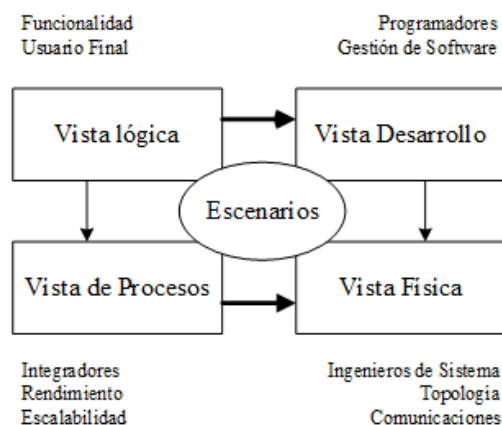 Funcionalidad
Usuario Final
Programadores
Gestión de Software
Vista lógica
Vista Desarrollo
Escenarios
Vista de Procesos
Vista Física
Integradores
Rendimiento
Escalabilidad
Ingenieros de Sistema
Topologia
Comunicaciones